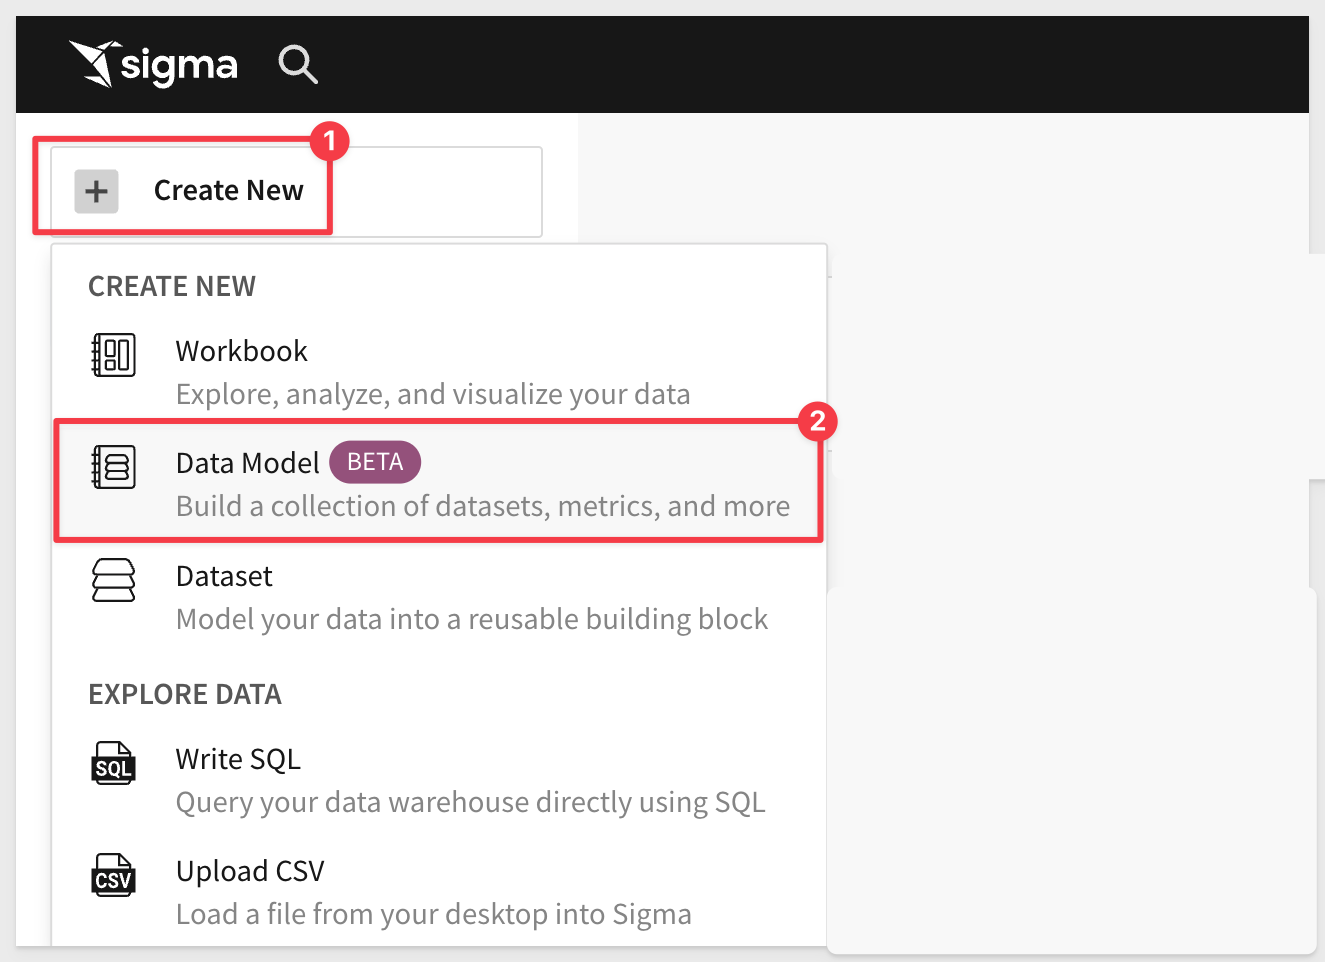 sigma
1
Create New
CREATE NEW
Workbook
Explore, analyze, and visualize your data
2
Data Model BETA
Build a collection of datasets, metrics, and more
Dataset
Model your data into a reusable building block
EXPLORE DATA
SQL
Write SQL
Query your data warehouse directly using SQL
CSV
Upload CSV
Load a file from your desktop into Sigma